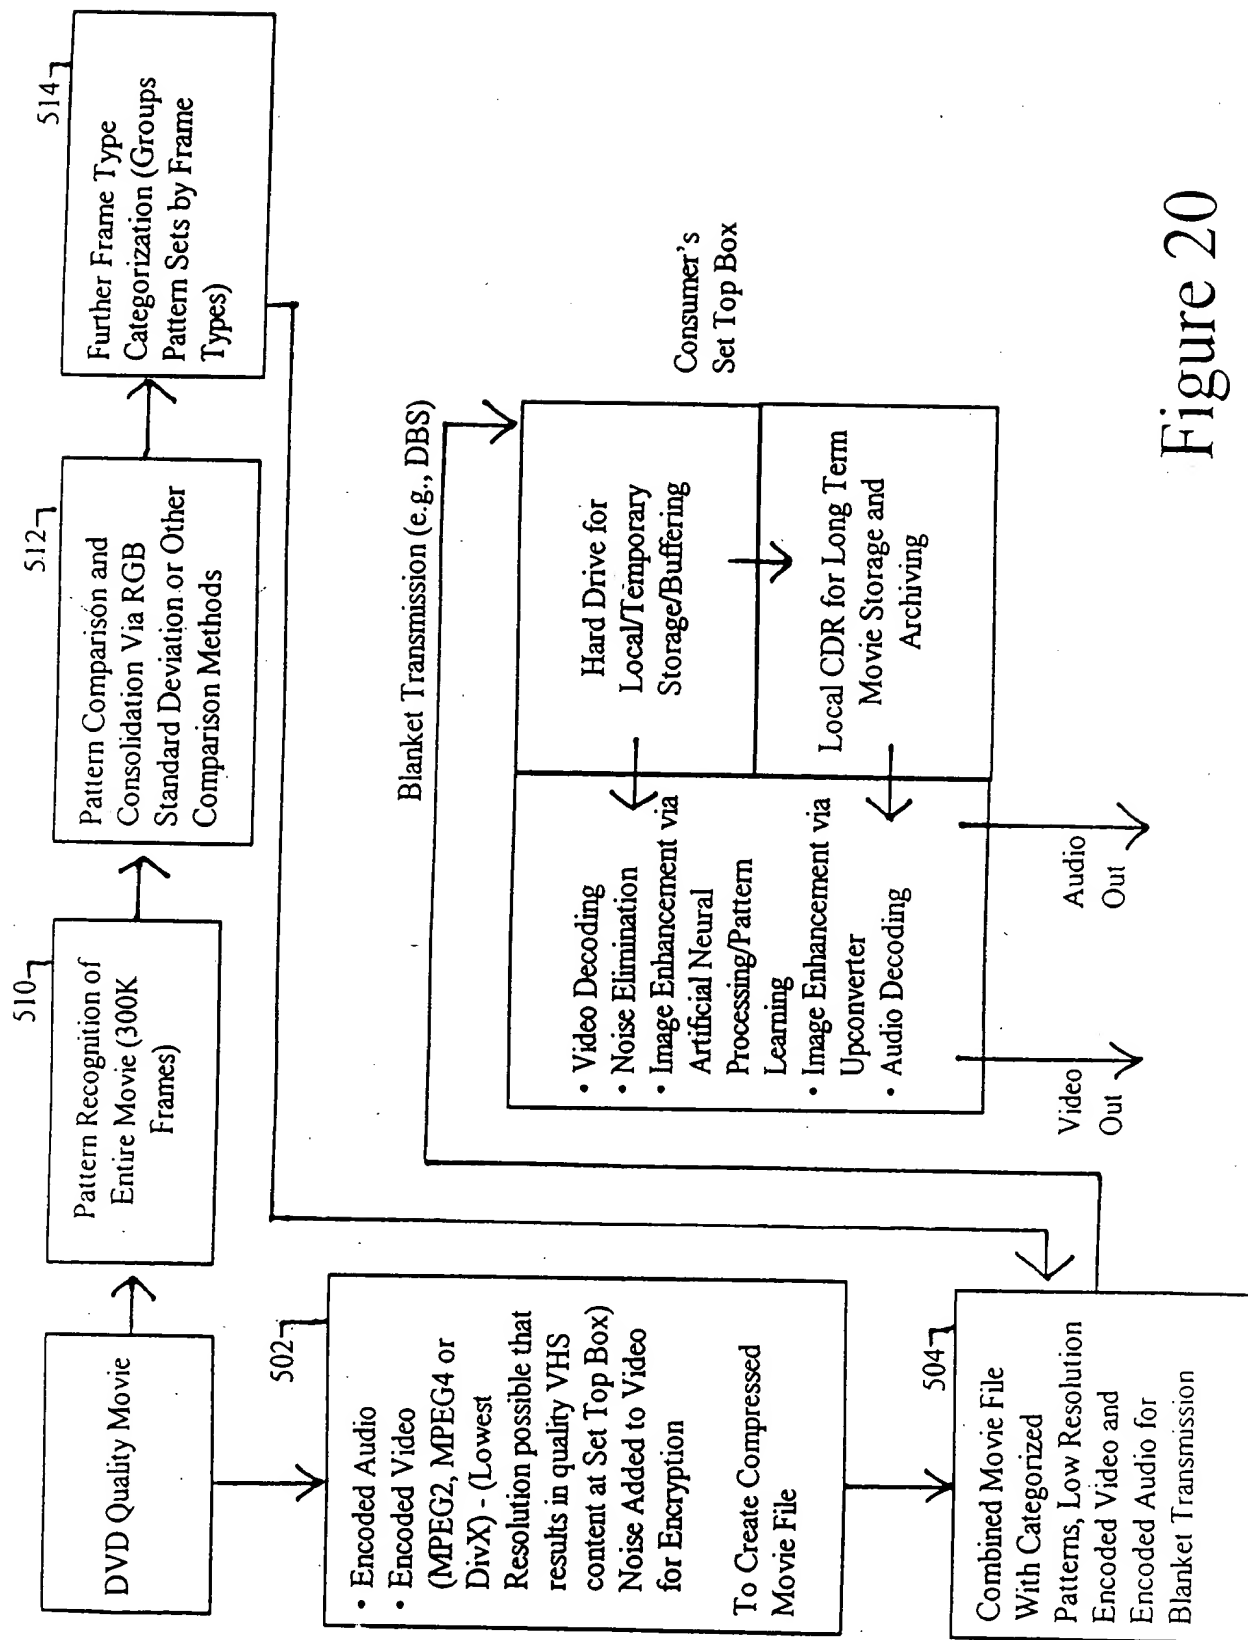 DVD Quality Movie
510
Pattern Recognition of
Entire Movie (300K
Frames)
512
Pattern Comparison and
Consolidation Via RGB
Standard Deviation or Other
Comparison Methods
514
Further Frame Type
Categorization (Groups
Pattern Sets by Frame
Types)
502
• Encoded Audio
• Encoded Video
(MPEG2, MPEG4 or
DivX) - (Lowest
Resolution possible that
results in quality VHS
content at Set Top Box)
Noise Added to Video
for Encryption
To Create Compressed
Movie File
504
Combined Movie File
With Categorized
Patterns, Low Resolution
Encoded Video and
Encoded Audio for
Blanket Transmission
Blanket Transmission (e.g., DBS)
• Video Decoding
• Noise Elimination
• Image Enhancement via
Artificial Neural
Processing/Pattern
Learning
• Image Enhancement via
Upconverter
• Audio Decoding
Hard Drive for
Local/Temporary
Storage/Buffering
Local CDR for Long Term
Movie Storage and
Archiving
Consumer's
Set Top Box
Video
Out
Audio
Out
Figure 20